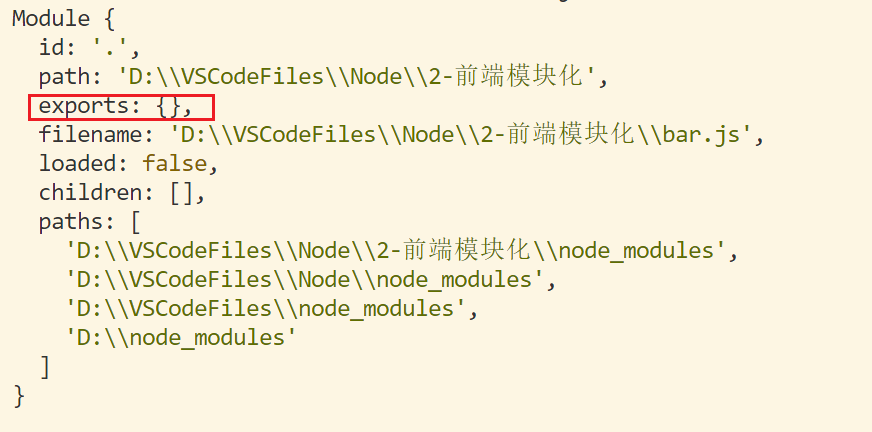 Module {
  id: '.',
  path: 'D:\\VSCodeFiles\\Node\\2-前端模块化',
  exports: {},
  filename: 'D:\\VSCodeFiles\\Node\\2-前端模块化\\bar.js',
  loaded: false,
  children: [],
  paths: [
    'D:\\VSCodeFiles\\Node\\2-前端模块化\\node_modules',
    'D:\\VSCodeFiles\\Node\\node_modules',
    'D:\\VSCodeFiles\\node_modules',
    'D:\\node_modules'
  ]
}